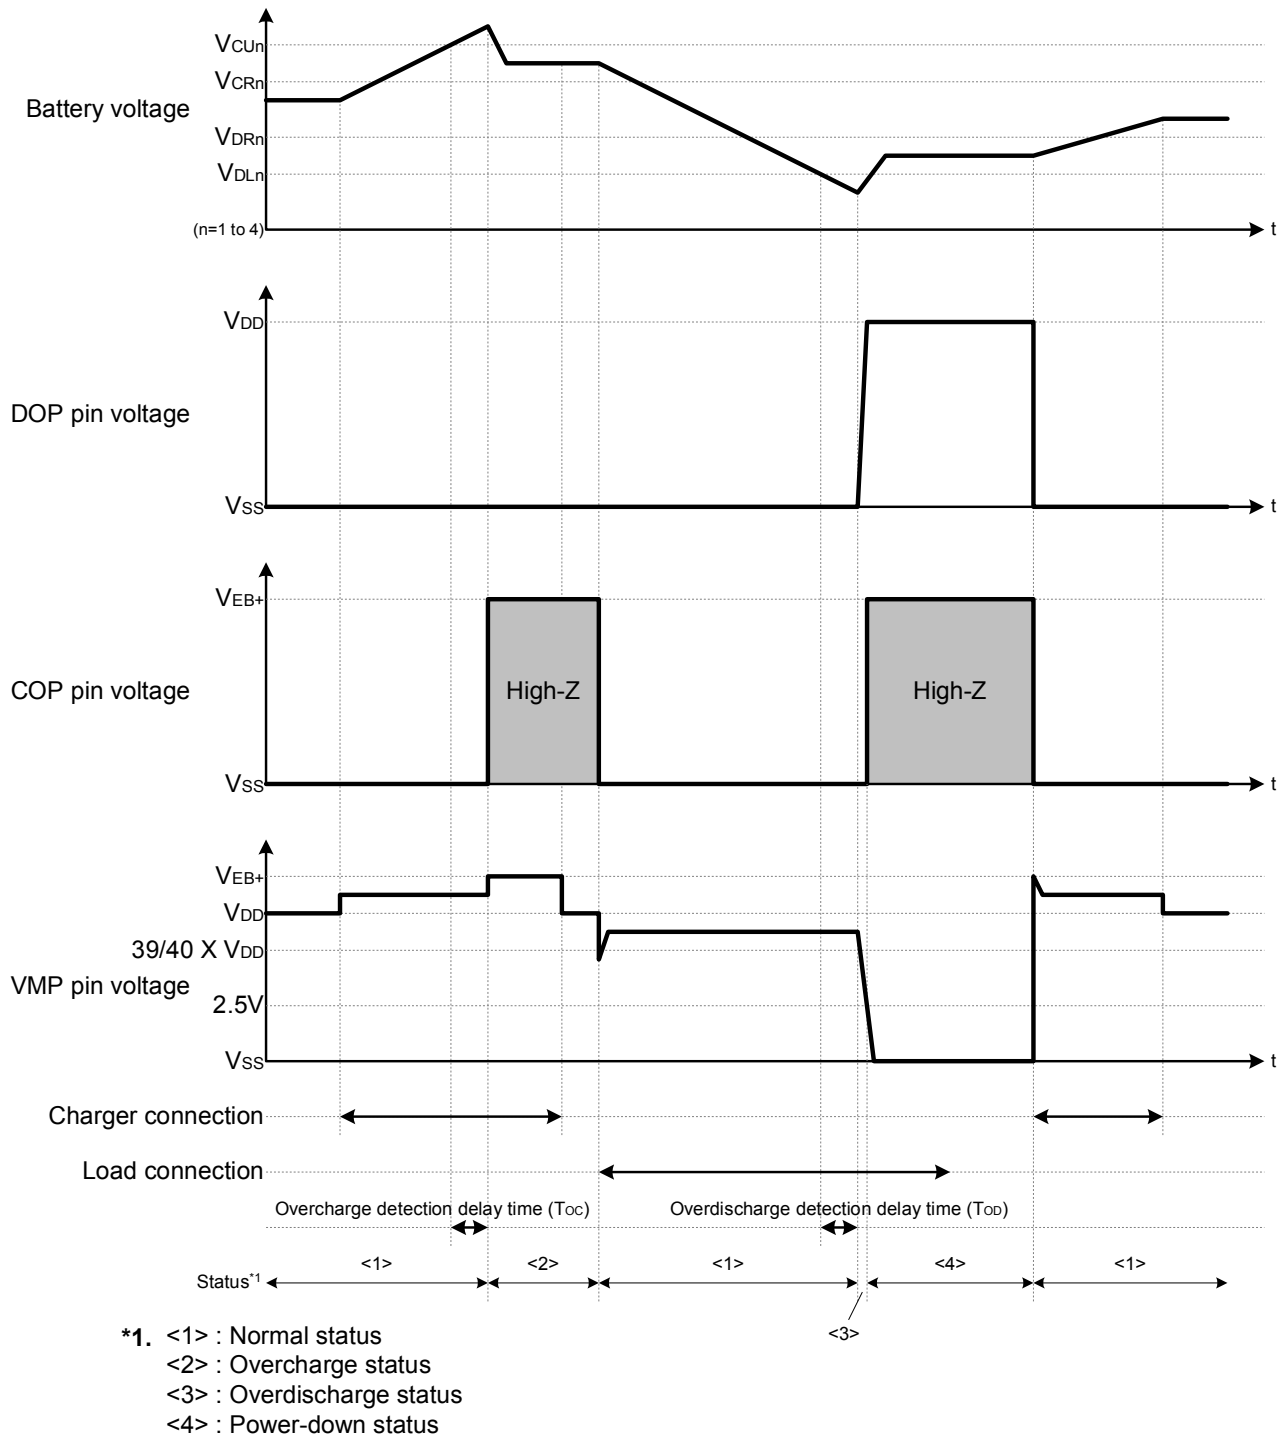 VCUn
VCRn
Battery voltage
VDRn
VDLn
(n=1 to 4)
t
VDD
DOP pin voltage
VSS
t
VEB+
High-Z
High-Z
COP pin voltage
VSS
t
VEB+
VDD
39/40 X VDD
VMP pin voltage
2.5V
VSS
t
Charger connection
Load connection
Overcharge detection delay time (TOC)
Overdischarge detection delay time (TOD)
<1>
<2>
<1>
<4>
<1>
Status*1
<3>
*1. <1> : Normal status
<2> : Overcharge status
<3> : Overdischarge status
<4> : Power-down status